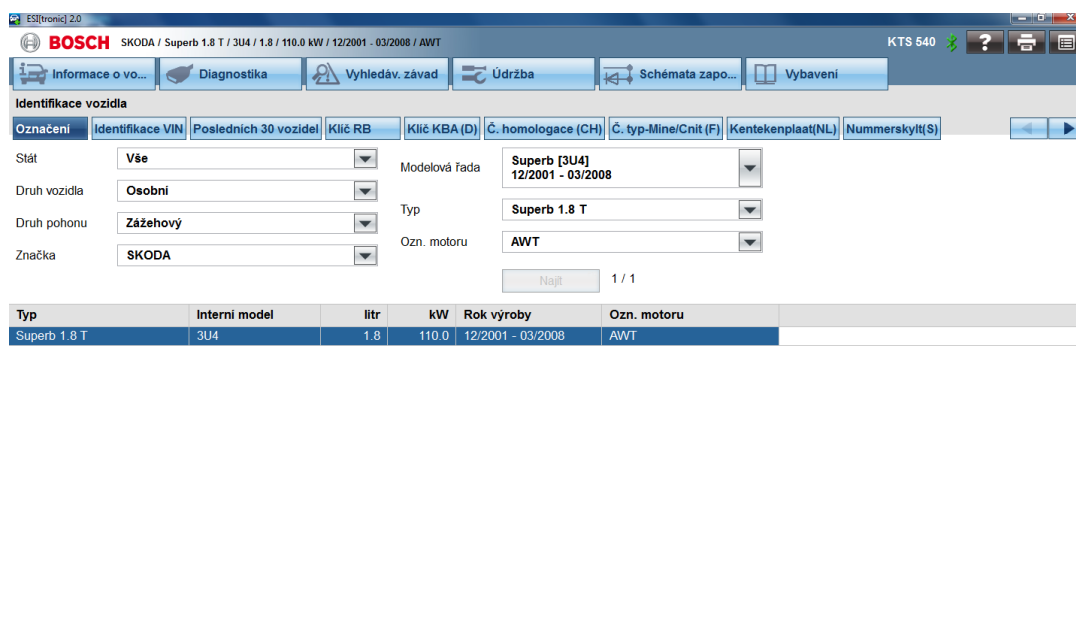 ESI[tronic] 2.0
BOSCH SKODA / Superb 1.8 T / 3U4 / 1.8 / 110.0 kW / 12/2001 - 03/2008 / AWT KTS 540 ?
Informace o vo... Diagnostika Vyhledáv. závad Údržba Schémata zapo... Vybavení
Identifikace vozidla
Označení Identifikace VIN Posledních 30 vozidel Klíč RB Klíč KBA (D) Č. homologace (CH) Č. typ-Mine/Cnit (F) Kentekenplaat(NL) Nummerskylt(S)
Stát Vše
Druh vozidla Osobní
Druh pohonu Zážehový
Značka SKODA
Modelová řada Superb [3U4]
12/2001 - 03/2008
Typ Superb 1.8 T
Ozn. motoru AWT
Najít 1 / 1
Typ Interní model litr kW Rok výroby Ozn. motoru
Superb 1.8 T 3U4 1.8 110.0 12/2001 - 03/2008 AWT